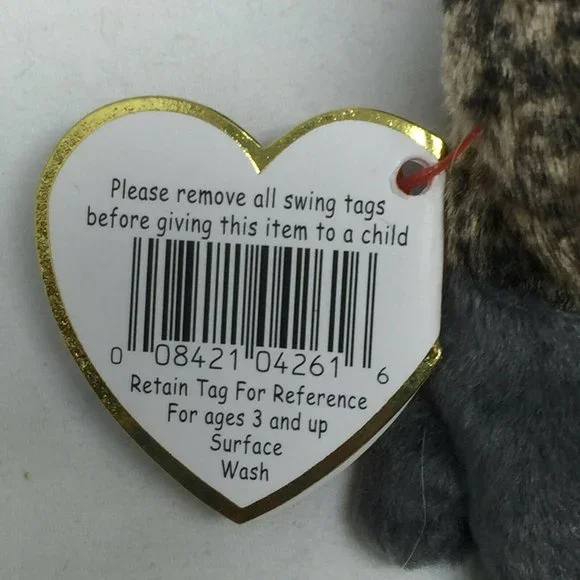 Please remove all swing tags
before giving this item to a child
0 08421 04261 6
Retain Tag For Reference
For ages 3 and up
Surface
Wash